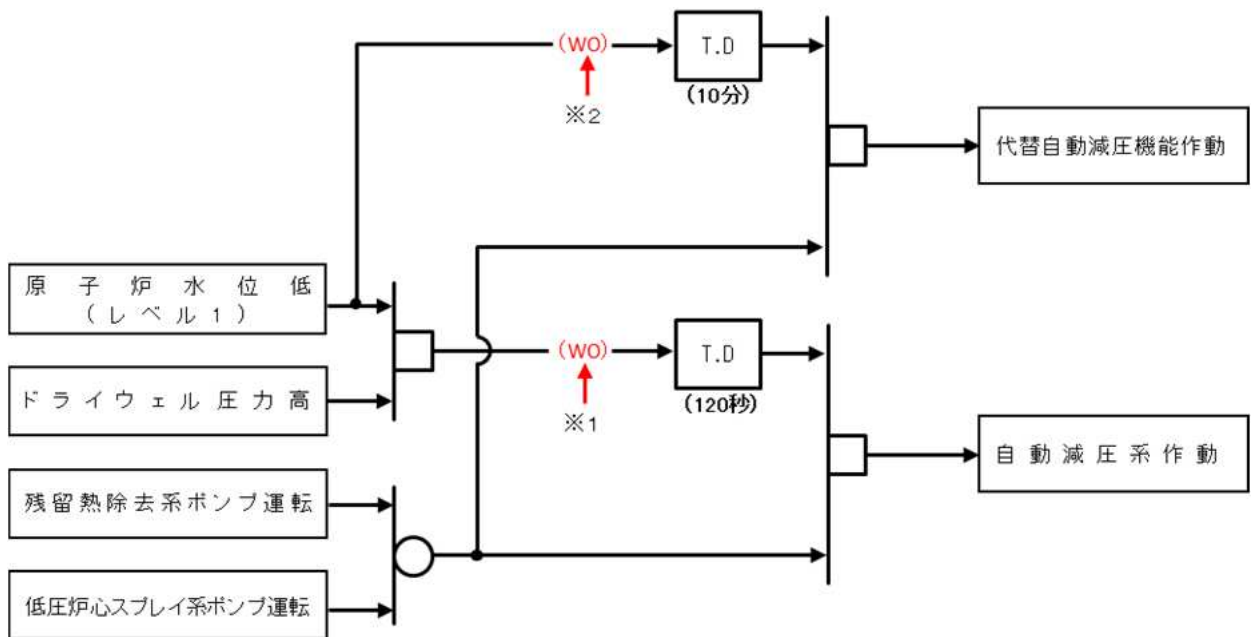 (WO)
T.D
(10分)
※2
代替自動減圧機能作動
原子炉水位低
(レベル1)
(WO)
T.D
(120秒)
※1
ドライウェル圧力高
自動減圧系作動
残留熱除去系ポンプ運転
低圧炉心スプレイ系ポンプ運転